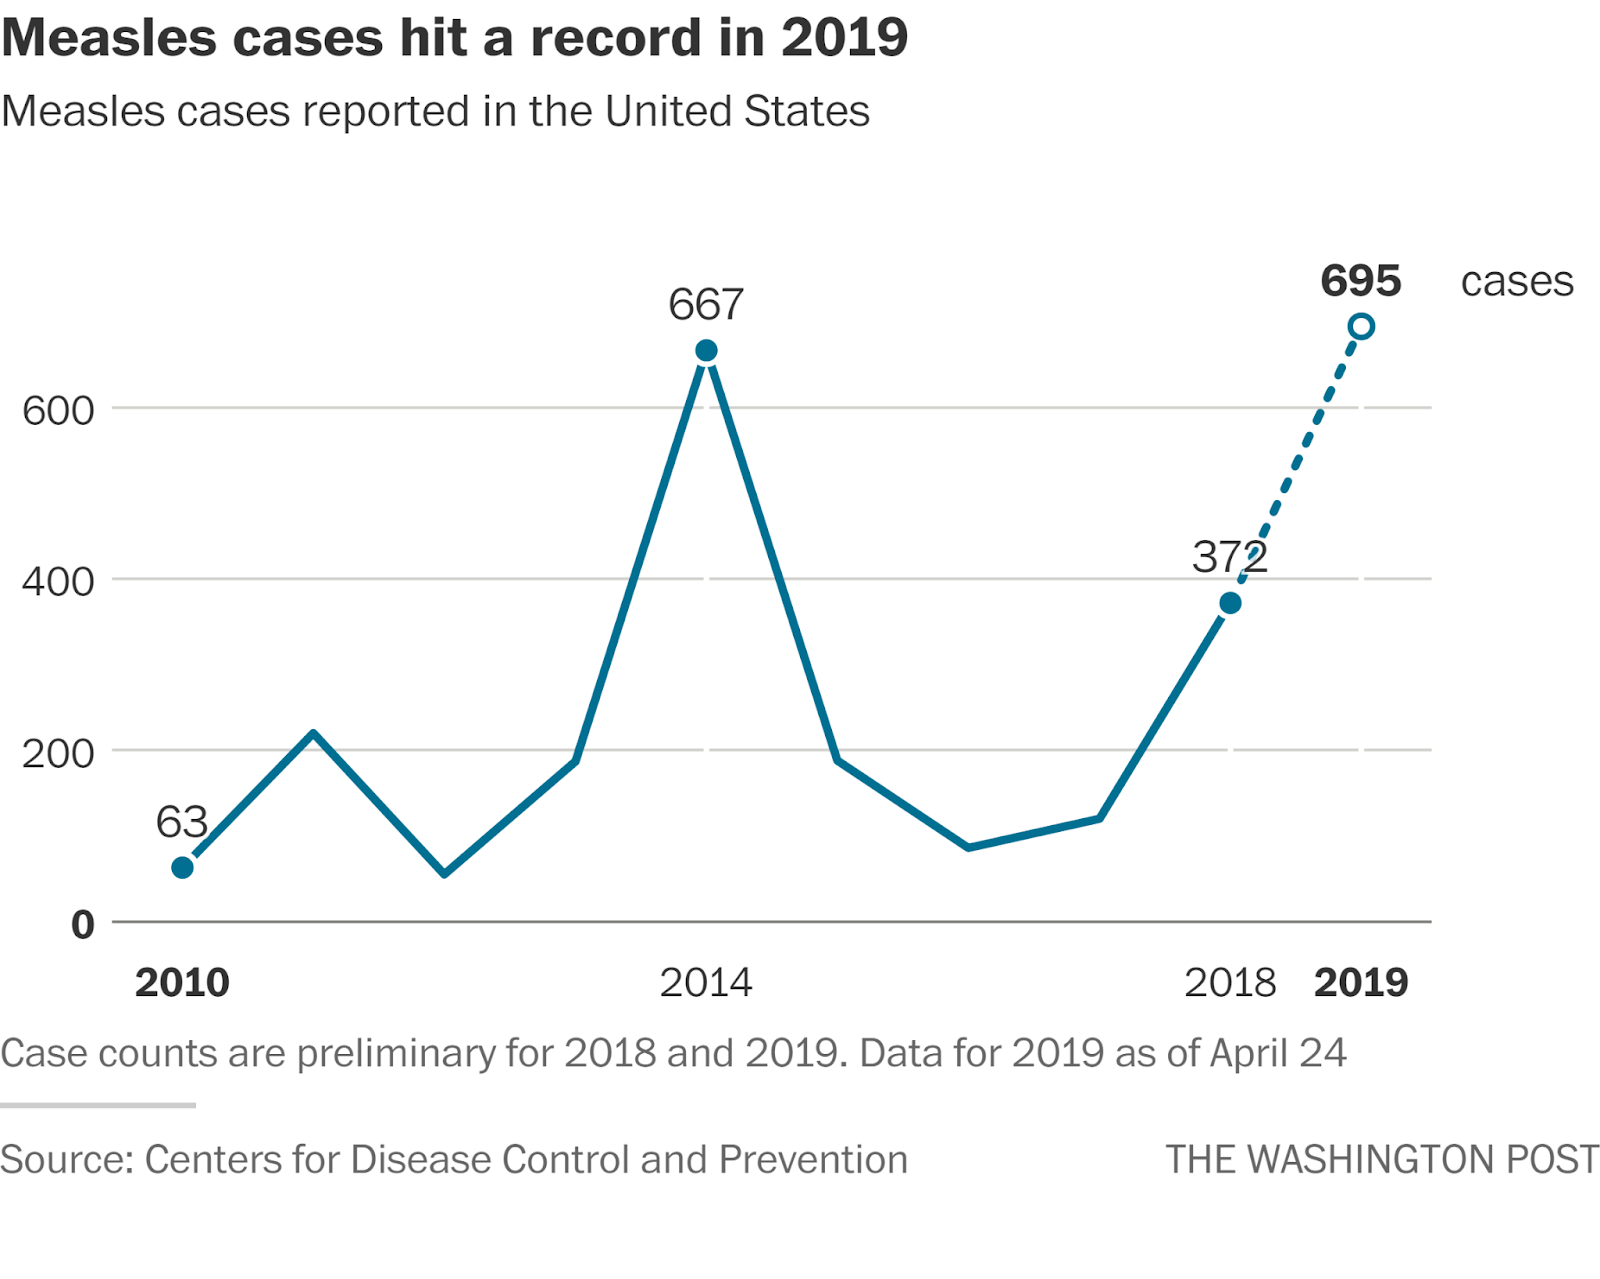 Measles cases hit a record in 2019
Measles cases reported in the United States
695 cases
667
600
372
400
200
63
0
2010 2014 2018 2019
Case counts are preliminary for 2018 and 2019. Data for 2019 as of April 24
Source: Centers for Disease Control and Prevention THE WASHINGTON POST